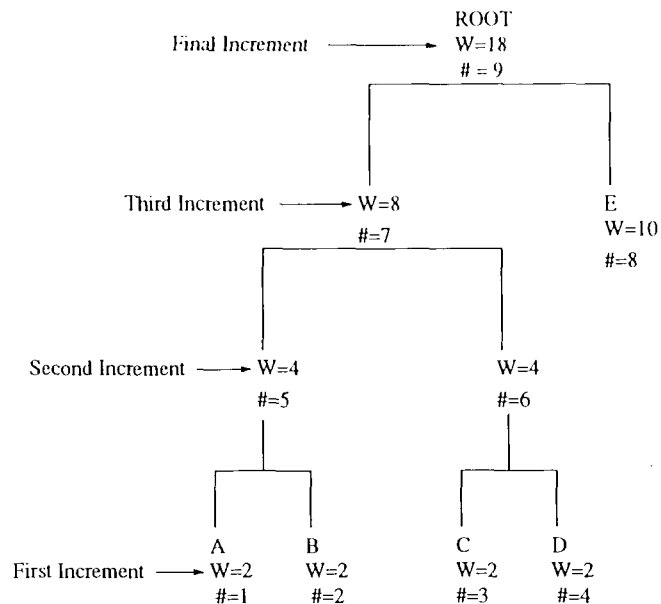 ROOT
Final Increment W=18
# = 9
Third Increment W=8 E
W=10
#=7
#=8
Second Increment W=4 W=4
#=5 #=6
A B C D
First Increment W=2 W=2 W=2 W=2
#=1 #=2 #=3 #=4